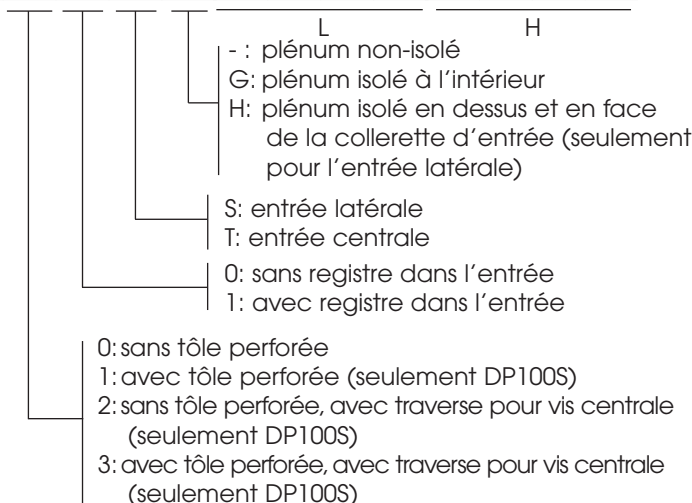 L H
- : plénum non-isolé
G: plénum isolé à l'intérieur
H: plénum isolé en dessus et en face
de la collerette d'entrée (seulement
pour l'entrée latérale)
S: entrée latérale
T: entrée centrale
0: sans registre dans l'entrée
1: avec registre dans l'entrée
0: sans tôle perforée
1: avec tôle perforée (seulement DP100S)
2: sans tôle perforée, avec traverse pour vis centrale
(seulement DP100S)
3: avec tôle perforée, avec traverse pour vis centrale
(seulement DP100S)